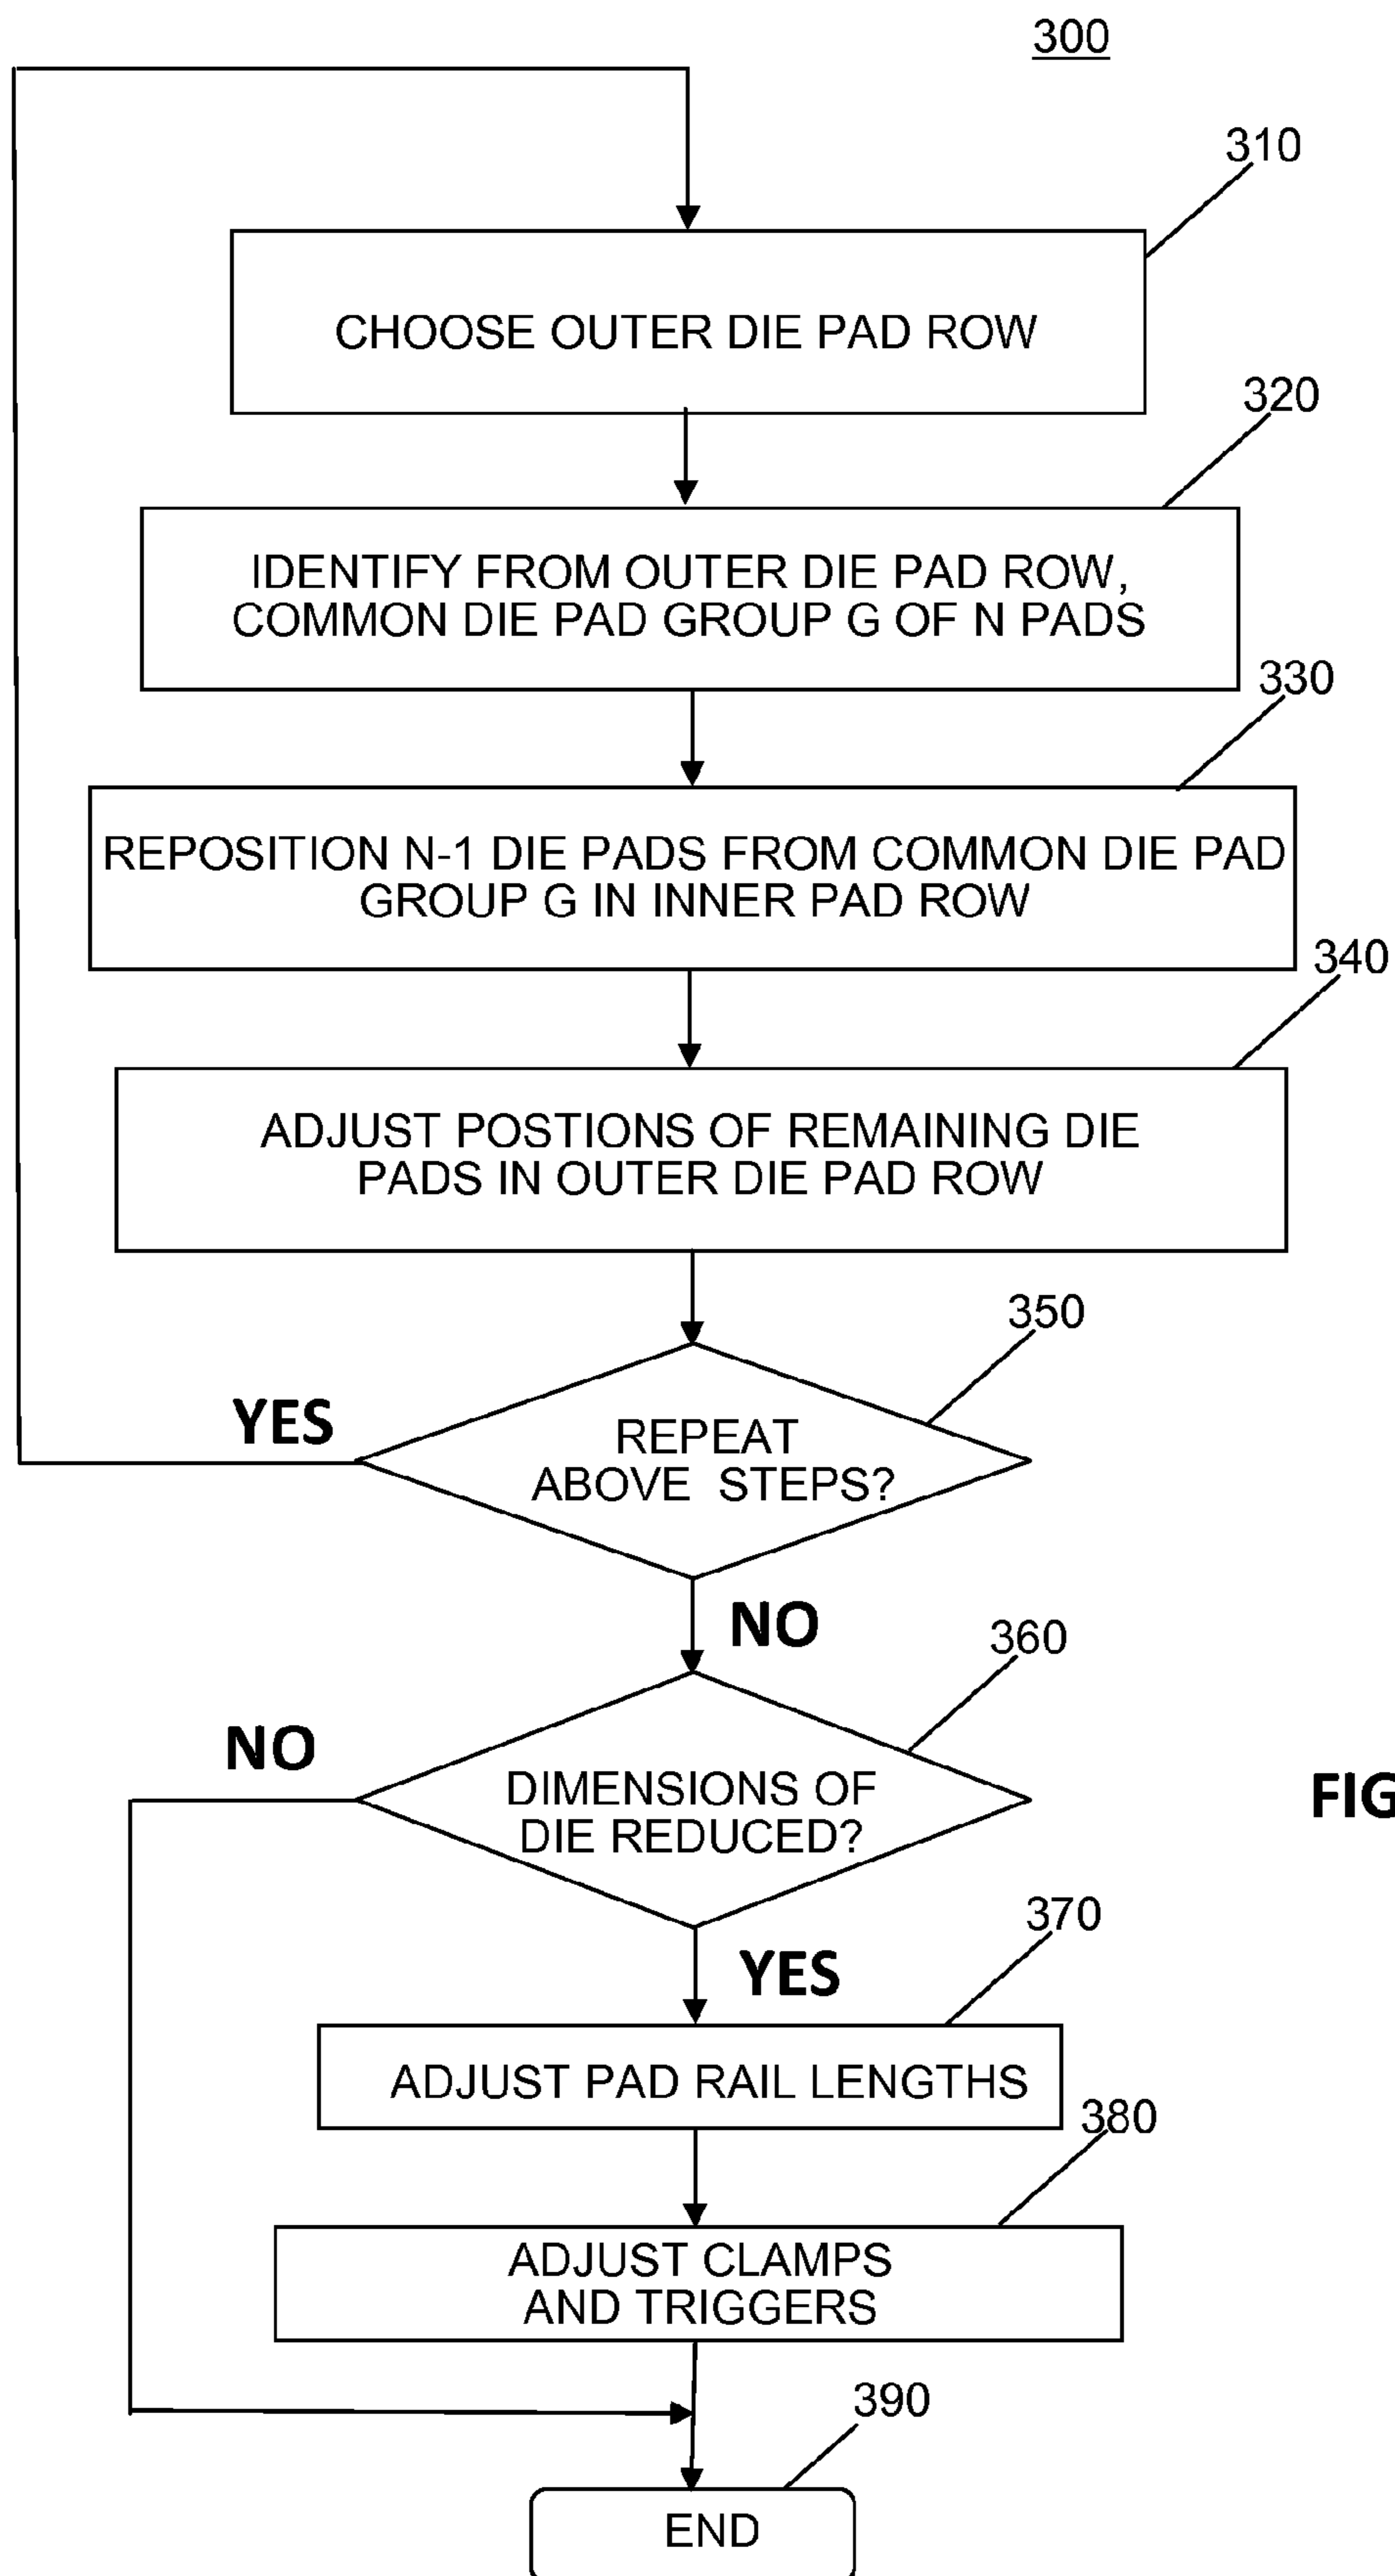 300
310
CHOOSE OUTER DIE PAD ROW
320
IDENTIFY FROM OUTER DIE PAD ROW,
COMMON DIE PAD GROUP G OF N PADS
330
REPOSITION N-1 DIE PADS FROM COMMON DIE PAD
GROUP G IN INNER PAD ROW
340
ADJUST POSTIONS OF REMAINING DIE
PADS IN OUTER DIE PAD ROW
350
YES
REPEAT
ABOVE STEPS?
NO
360
NO
DIMENSIONS OF
DIE REDUCED?
FIG
370
YES
ADJUST PAD RAIL LENGTHS
380
ADJUST CLAMPS
AND TRIGGERS
390
END